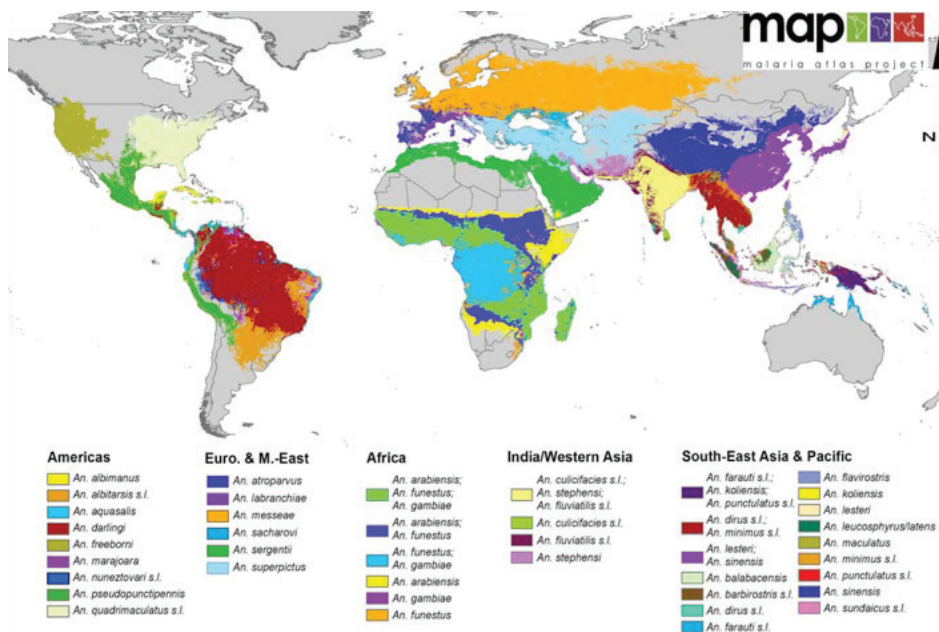 map
malaria atlas project
Z
Americas
An. albimanus
An. albitarsis s.l.
An. aquasalis
An. darlingi
An. freeborni
An. marajoara
An. nuneztovari s.l.
An. pseudopunctipennis
An. quadrimaculatus s.l.
Euro. & M.-East
An. atroparvus
An. labranchiae
An. messeae
An. sacharovi
An. sergentii
An. superpictus
Africa
An. arabiensis;
An. funestus;
An. gambiae
An. arabiensis;
An. funestus
An. funestus;
An. gambiae
An. arabiensis
An. gambiae
An. funestus
India/Western Asia
An. culicifacies s.l.;
An. stephensi;
An. fluviatilis s.l.
An. culicifacies s.l.
An. fluviatilis s.l.
An. stephensi
South-East Asia & Pacific
An. farauti s.l.;
An. koliensis;
An. punctulatus s.l.
An. dirus s.l.;
An. minimus s.l.
An. lesteri;
An. sinensis
An. balabacensis
An. barbirostris s.l.
An. dirus s.l.
An. farauti s.l.
An. flavirostris
An. koliensis
An. lesteri
An. leucosphyrus/latens
An. maculatus
An. minimus s.l.
An. punctulatus s.l.
An. sinensis
An. sundaicus s.l.